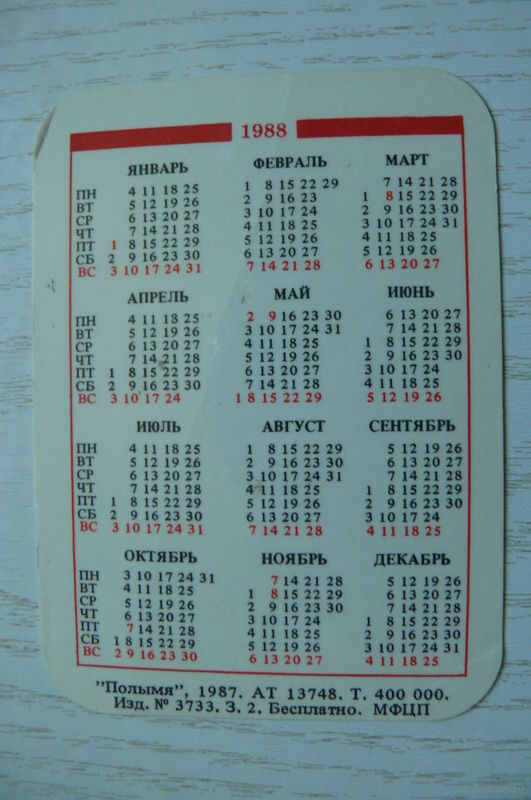 1988
ЯНВАРЬ ФЕВРАЛЬ МАРТ
ПН 4 11 18 25 1 8 15 22 29 7 14 21 28
ВТ 5 12 19 26 2 9 16 23 1 8 15 22 29
СР 6 13 20 27 3 10 17 24 2 9 16 23 30
ЧТ 7 14 21 28 4 11 18 25 3 10 17 24 31
ПТ 1 8 15 22 29 5 12 19 26 4 11 18 25
СБ 2 9 16 23 30 6 13 20 27 5 12 19 26
ВС 3 10 17 24 31 7 14 21 28 6 13 20 27
АПРЕЛЬ МАЙ ИЮНЬ
ПН 4 11 18 25 2 9 16 23 30 6 13 20 27
ВТ 5 12 19 26 3 10 17 24 31 7 14 21 28
СР 6 13 20 27 4 11 18 25 1 8 15 22 29
ЧТ 7 14 21 28 5 12 19 26 2 9 16 23 30
ПТ 1 8 15 22 29 6 13 20 27 3 10 17 24
СБ 2 9 16 23 30 7 14 21 28 4 11 18 25
ВС 3 10 17 24 1 8 15 22 29 5 12 19 26
ИЮЛЬ АВГУСТ СЕНТЯБРЬ
ПН 4 11 18 25 1 8 15 22 29 5 12 19 26
ВТ 5 12 19 26 2 9 16 23 30 6 13 20 27
СР 6 13 20 27 3 10 17 24 31 7 14 21 28
ЧТ 7 14 21 28 4 11 18 25 1 8 15 22 29
ПТ 1 8 15 22 29 5 12 19 26 2 9 16 23 30
СБ 2 9 16 23 30 6 13 20 27 3 10 17 24
ВС 3 10 17 24 31 7 14 21 28 4 11 18 25
ОКТЯБРЬ НОЯБРЬ ДЕКАБРЬ
ПН 3 10 17 24 31 7 14 21 28 5 12 19 26
ВТ 4 11 18 25 1 8 15 22 29 6 13 20 27
СР 5 12 19 26 2 9 16 23 30 7 14 21 28
ЧТ 6 13 20 27 3 10 17 24 1 8 15 22 29
ПТ 7 14 21 28 4 11 18 25 2 9 16 23 30
СБ 1 8 15 22 29 5 12 19 26 3 10 17 24 31
ВС 2 9 16 23 30 6 13 20 27 4 11 18 25
"Полымя", 1987. АТ 13748. Т. 400 000.
Изд. № 3733. З. 2. Бесплатно. МФЦП